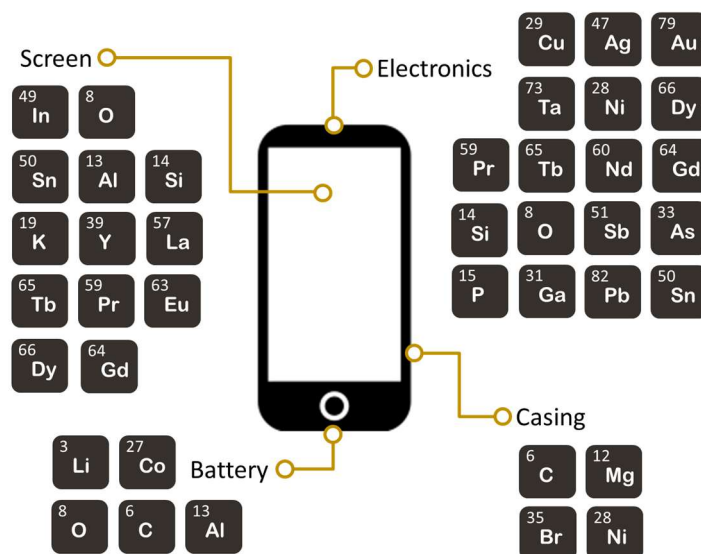 Screen
49 In 8 O
50 Sn 13 Al 14 Si
19 K 39 Y 57 La
65 Tb 59 Pr 63 Eu
66 Dy 64 Gd
Electronics
29 Cu 47 Ag 79 Au
73 Ta 28 Ni 66 Dy
59 Pr 65 Tb 60 Nd 64 Gd
14 Si 8 O 51 Sb 33 As
15 P 31 Ga 82 Pb 50 Sn
Battery
3 Li 27 Co
8 O 6 C 13 Al
Casing
6 C 12 Mg
35 Br 28 Ni